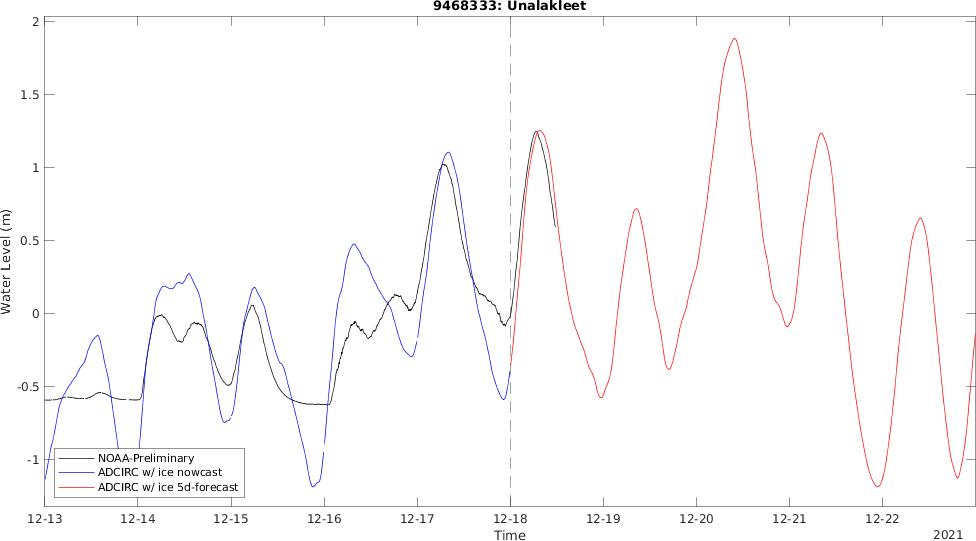 9468333: Unalakleet
2
1.5
1
0.5
0
-0.5
-1
Water Level (m)
NOAA-Preliminary
ADCIRC w/ ice nowcast
ADCIRC w/ ice 5d-forecast
12-13 12-14 12-15 12-16 12-17 12-18 12-19 12-20 12-21 12-22
Time
2021